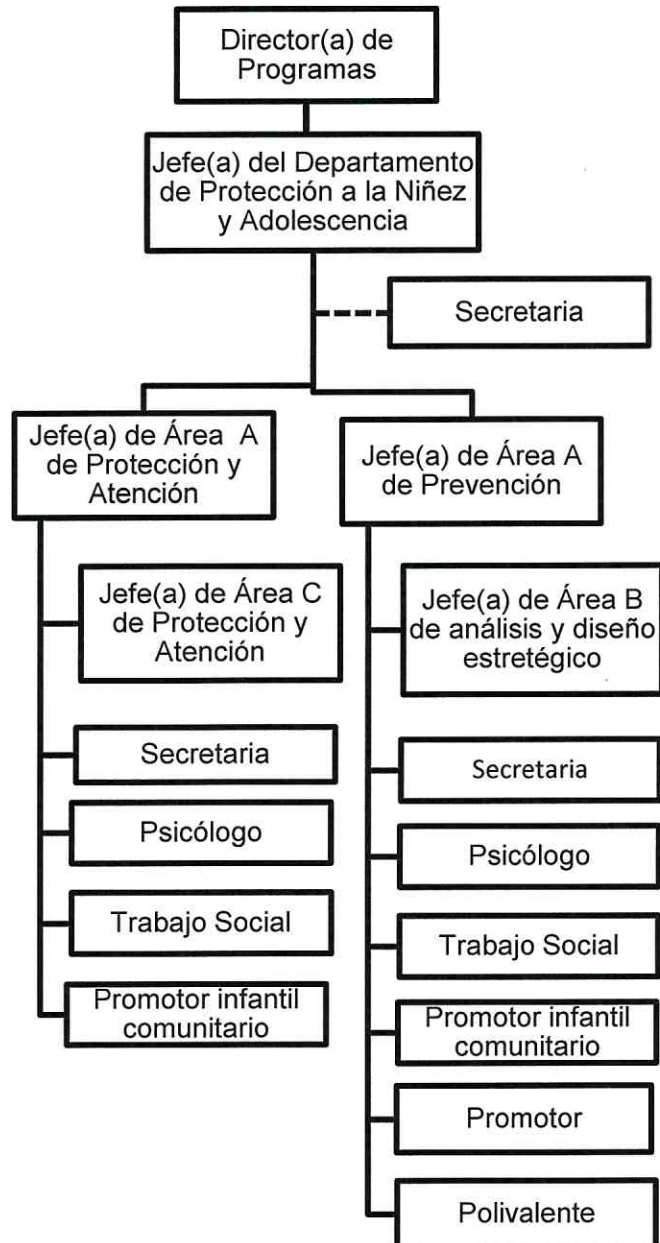 Director(a) de
Programas
Jefe(a) del Departamento
de Protección a la Niñez
y Adolescencia
Secretaria
Jefe(a) de Área A
de Protección y
Atención
Jefe(a) de Área C
de Protección y
Atención
Secretaria
Psicólogo
Trabajo Social
Promotor infantil
comunitario
Jefe(a) de Área A
de Prevención
Jefe(a) de Área B
de análisis y diseño
estretégico
Secretaria
Psicólogo
Trabajo Social
Promotor infantil
comunitario
Promotor
Polivalente